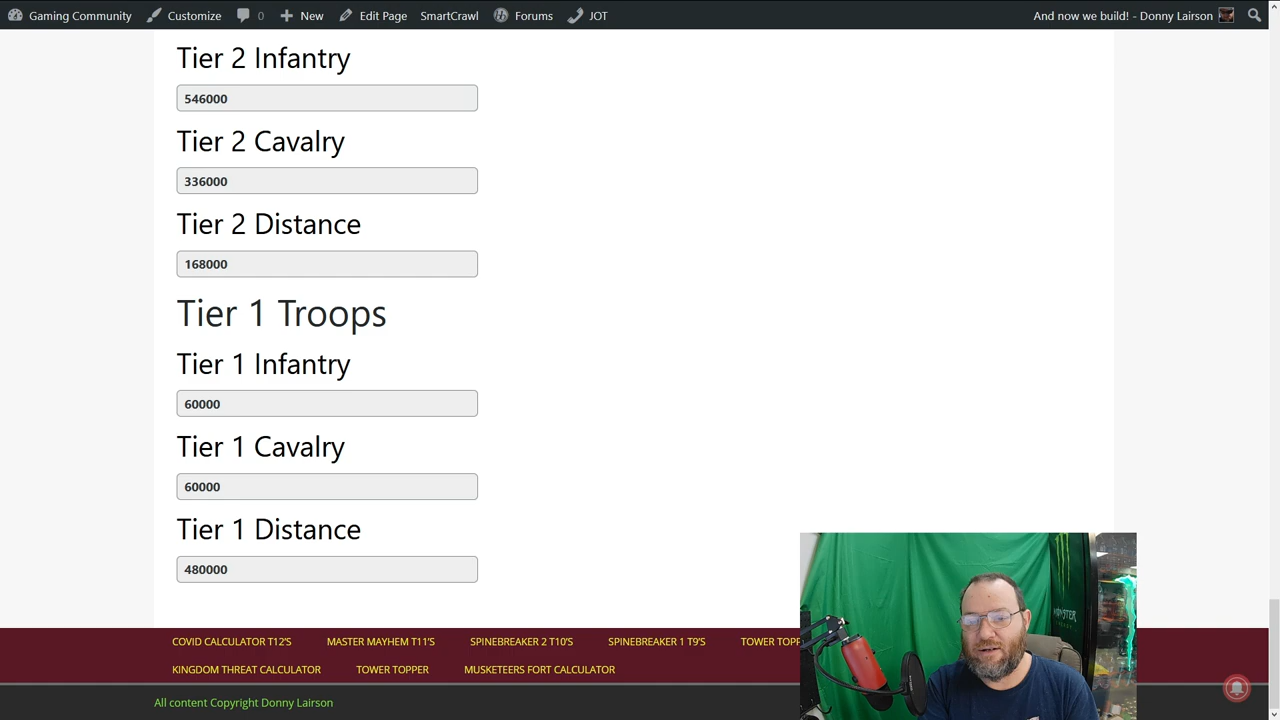 Gaming Community Customize 0 New Edit Page SmartCrawl Forums JOT And now we build! - Donny Lairson
Tier 2 Infantry
546000
Tier 2 Cavalry
336000
Tier 2 Distance
168000
Tier 1 Troops
Tier 1 Infantry
60000
Tier 1 Cavalry
60000
Tier 1 Distance
480000
MONSTER
COVID CALCULATOR T12'S MASTER MAYHEM T11'S SPINEBREAKER 2 T10'S SPINEBREAKER 1 T9'S TOWER TOPP
KINGDOM THREAT CALCULATOR TOWER TOPPER MUSKETEERS FORT CALCULATOR
All content Copyright Donny Lairson